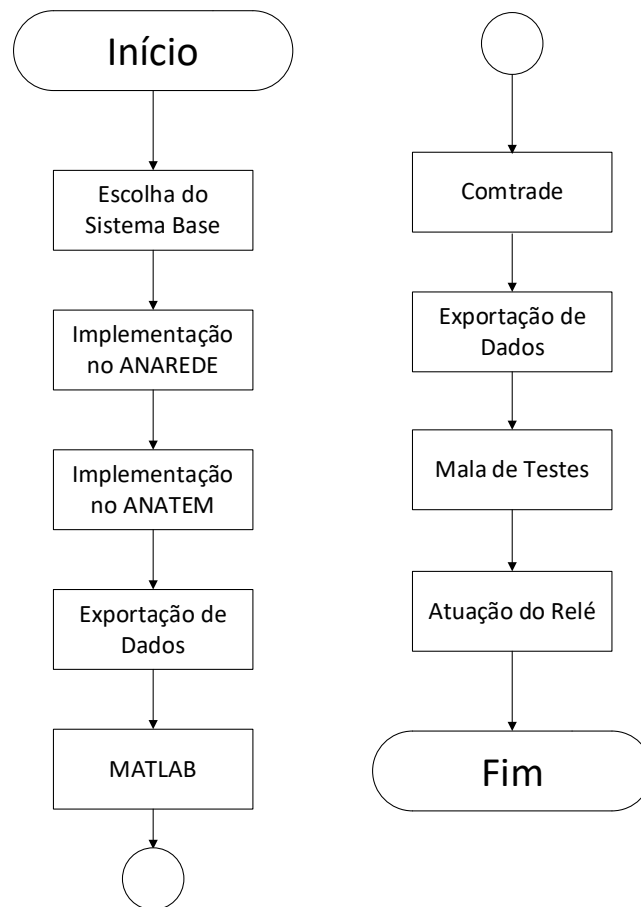 Início
Escolha do
Sistema Base
Implementação
no ANAREDE
Implementação
no ANATEM
Exportação de
Dados
MATLAB
Comtrade
Exportação de
Dados
Mala de Testes
Atuação do Relé
Fim